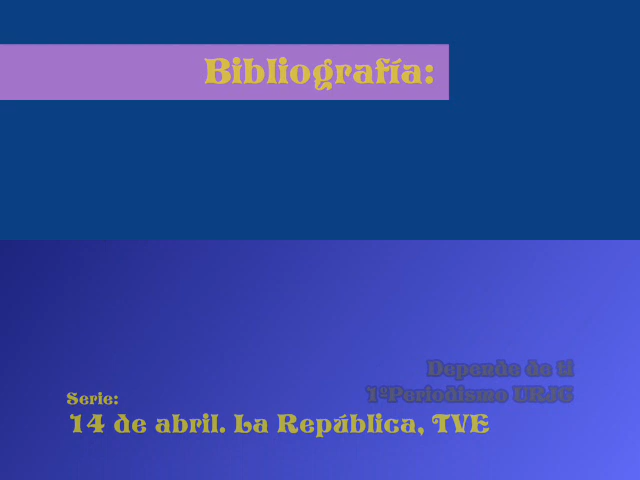 Bibliografía:
Depende de ti
1ºPeriodismo URJC
Serie:
14 de abril. La República, TVE